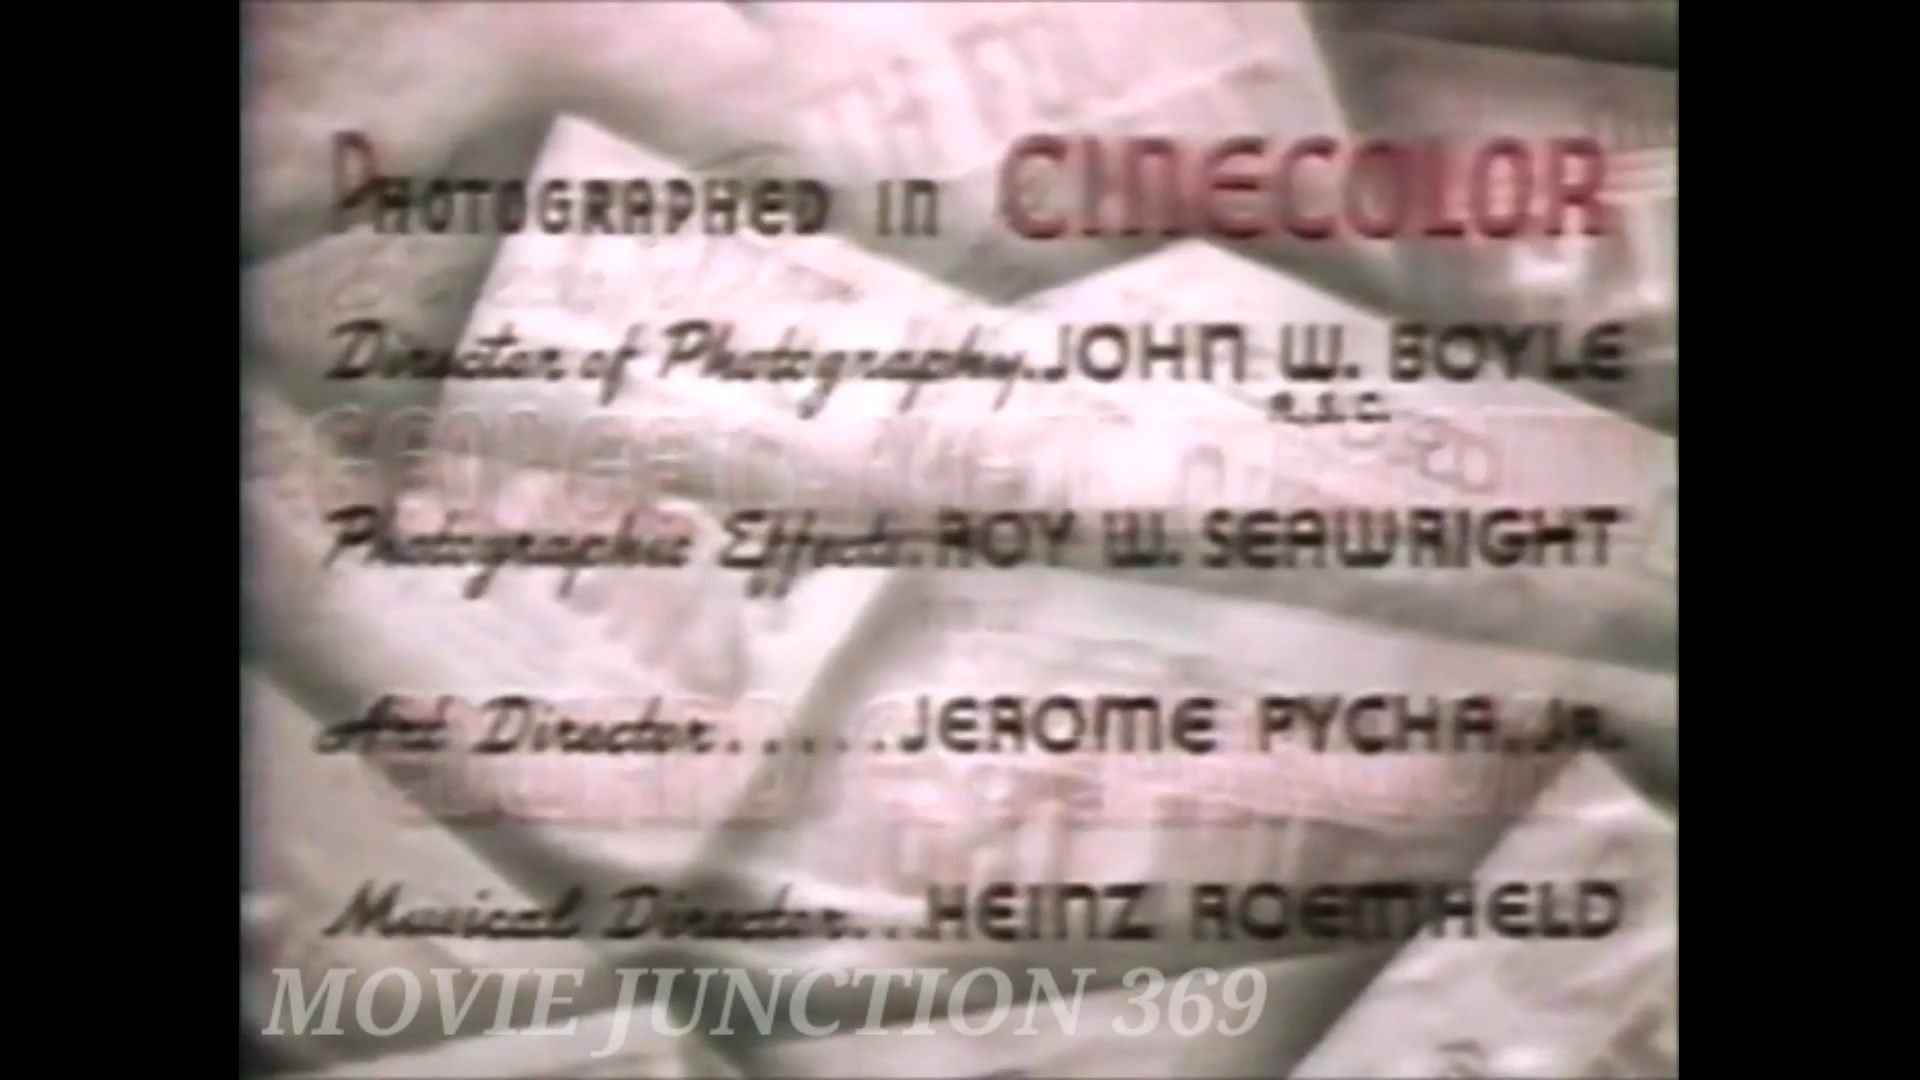 PHOTOGRAPHED IN CINECOLOR
Director of Photography. JOHN W. BOYLE
A.S.C.
Photographic Effects. ROY W. SEAWRIGHT
Art Director.....JEROME PYCHA, JR.
Musical Director...HEINZ ROEMHELD
MOVIE JUNCTION 369